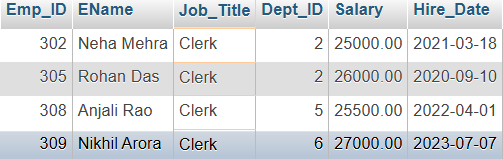 Emp_ID EName Job_Title Dept_ID Salary Hire_Date
302 Neha Mehra Clerk 2 25000.00 2021-03-18
305 Rohan Das Clerk 2 26000.00 2020-09-10
308 Anjali Rao Clerk 5 25500.00 2022-04-01
309 Nikhil Arora Clerk 6 27000.00 2023-07-07